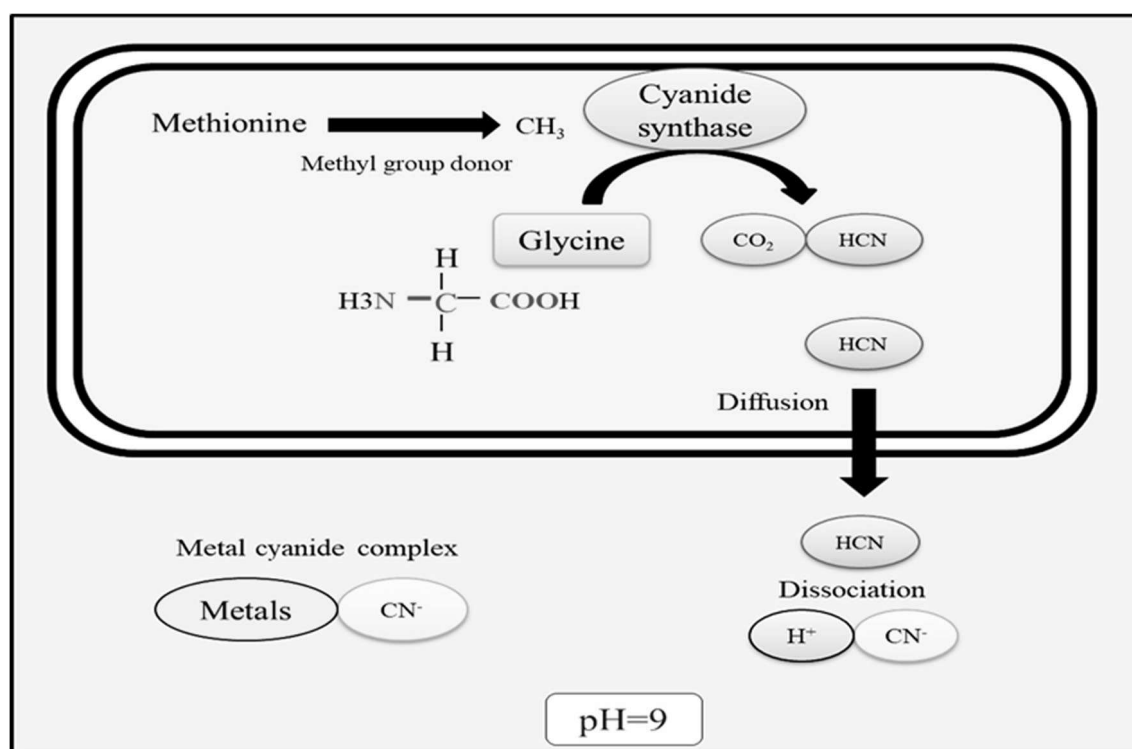 Methionine
CH₃
Methyl group donor
Cyanide
synthase
Glycine
CO₂
HCN
H
H3N
C
COOH
H
HCN
Diffusion
HCN
Dissociation
H⁺
CN⁻
Metal cyanide complex
Metals
CN⁻
pH=9